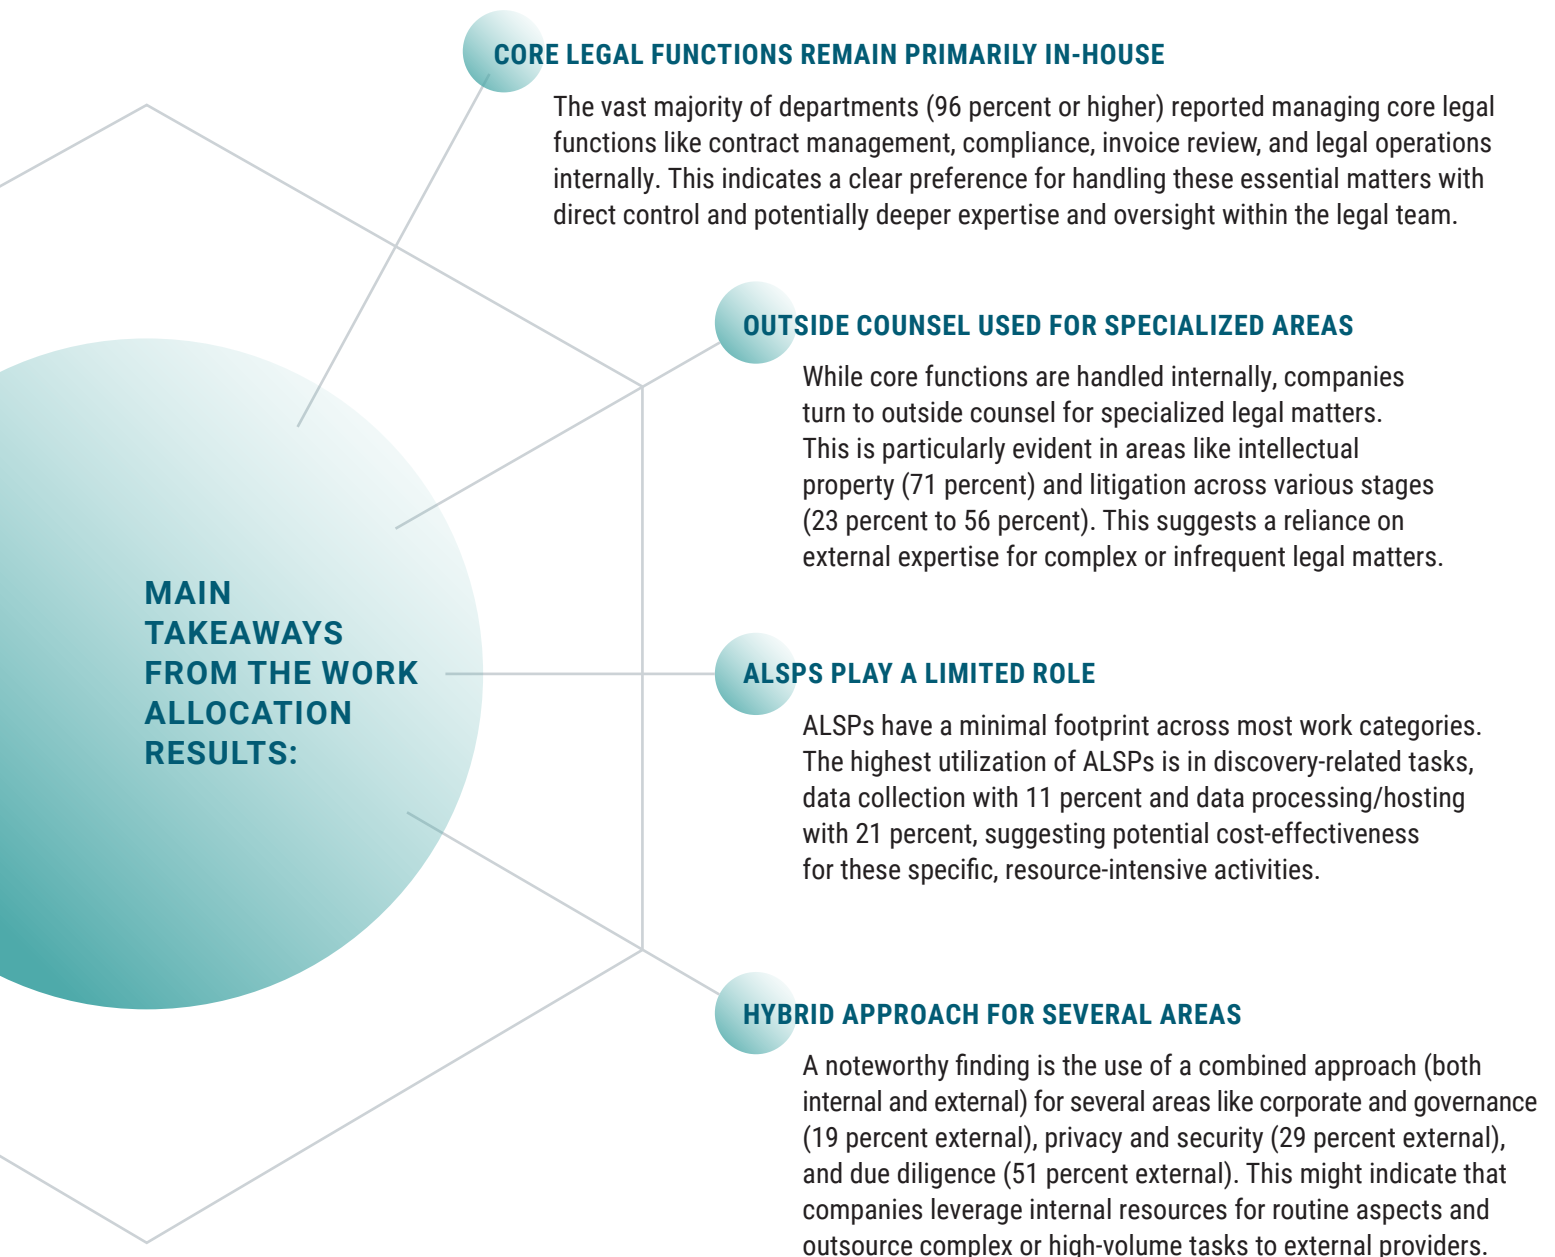 CORE LEGAL FUNCTIONS REMAIN PRIMARILY IN-HOUSE
The vast majority of departments (96 percent or higher) reported managing core legal
functions like contract management, compliance, invoice review, and legal operations
internally. This indicates a clear preference for handling these essential matters with
direct control and potentially deeper expertise and oversight within the legal team.
OUTSIDE COUNSEL USED FOR SPECIALIZED AREAS
While core functions are handled internally, companies
turn to outside counsel for specialized legal matters.
This is particularly evident in areas like intellectual
property (71 percent) and litigation across various stages
(23 percent to 56 percent). This suggests a reliance on
external expertise for complex or infrequent legal matters.
MAIN
TAKEAWAYS
FROM THE WORK
ALLOCATION
RESULTS:
ALSPS PLAY A LIMITED ROLE
ALSPs have a minimal footprint across most work categories.
The highest utilization of ALSPs is in discovery-related tasks,
data collection with 11 percent and data processing/hosting
with 21 percent, suggesting potential cost-effectiveness
for these specific, resource-intensive activities.
HYBRID APPROACH FOR SEVERAL AREAS
A noteworthy finding is the use of a combined approach (both
internal and external) for several areas like corporate and governance
(19 percent external), privacy and security (29 percent external),
and due diligence (51 percent external). This might indicate that
companies leverage internal resources for routine aspects and
outsource complex or high-volume tasks to external providers.